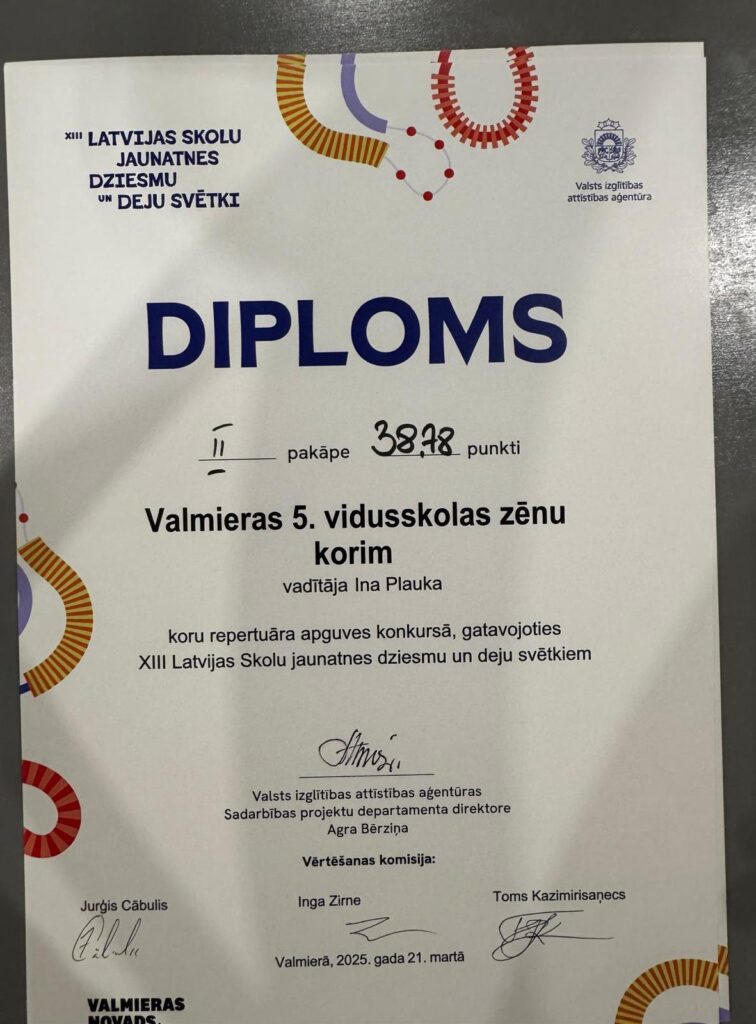 XIII LATVIJAS SKOLU
JAUNATNES
DZIESMU
UN DEJU SVĒTKI
Valsts izglītības
attīstības aģentūra
DIPLOMS
II pakāpe 38,78 punkti
Valmieras 5. vidusskolas zēnu
korim
vadītāja Ina Plauka
koru repertuāra apguves konkursā, gatavojoties
XIII Latvijas Skolu jaunatnes dziesmu un deju svētkiem
Valsts izglītības attīstības aģentūras
Sadarbības projektu departamenta direktore
Agra Bērziņa
Vērtēšanas komisija:
Jurģis Cābulis
Inga Zirne
Toms Kazimirisaņecs
Valmierā, 2025. gada 21. martā
VALMIERAS
NOVADS.